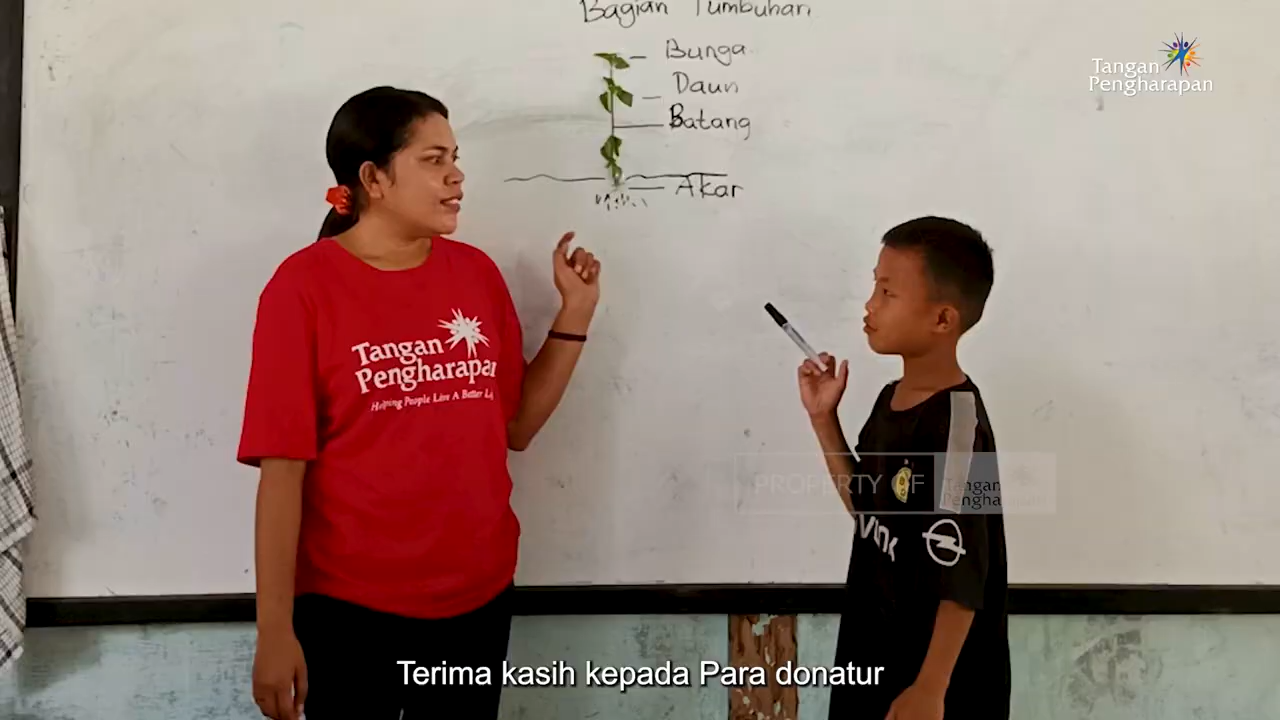 Bagian Tumbuhan
Bunga
Daun
Batang
Akar
Tangan
Pengharapan
Tangan
Pengharapan
Helping People Live A Better
PROPERTY OF
Tangan
Terima kasih kepada Para donatur